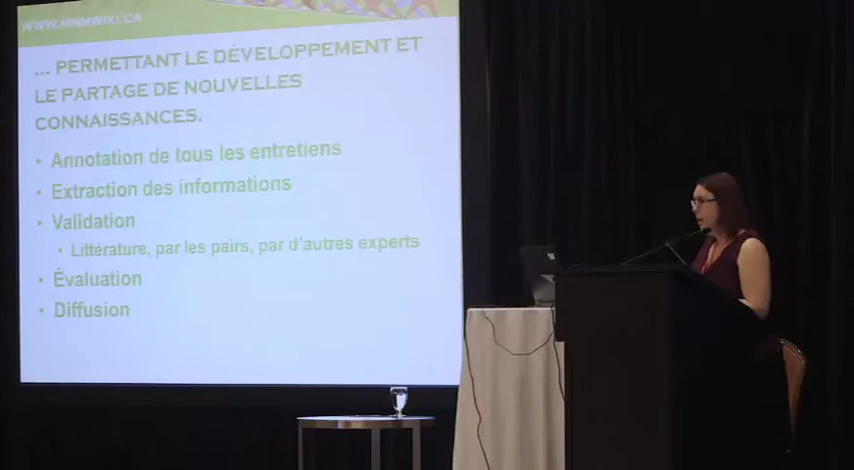 WWW.MNMWIKI.CA
... PERMETTANT LE DÉVELOPPEMENT ET
LE PARTAGE DE NOUVELLES
CONNAISSANCES.
• Annotation de tous les entretiens
• Extraction des informations
• Validation
• Littérature, par les pairs, par d'autres experts
• Évaluation
• Diffusion